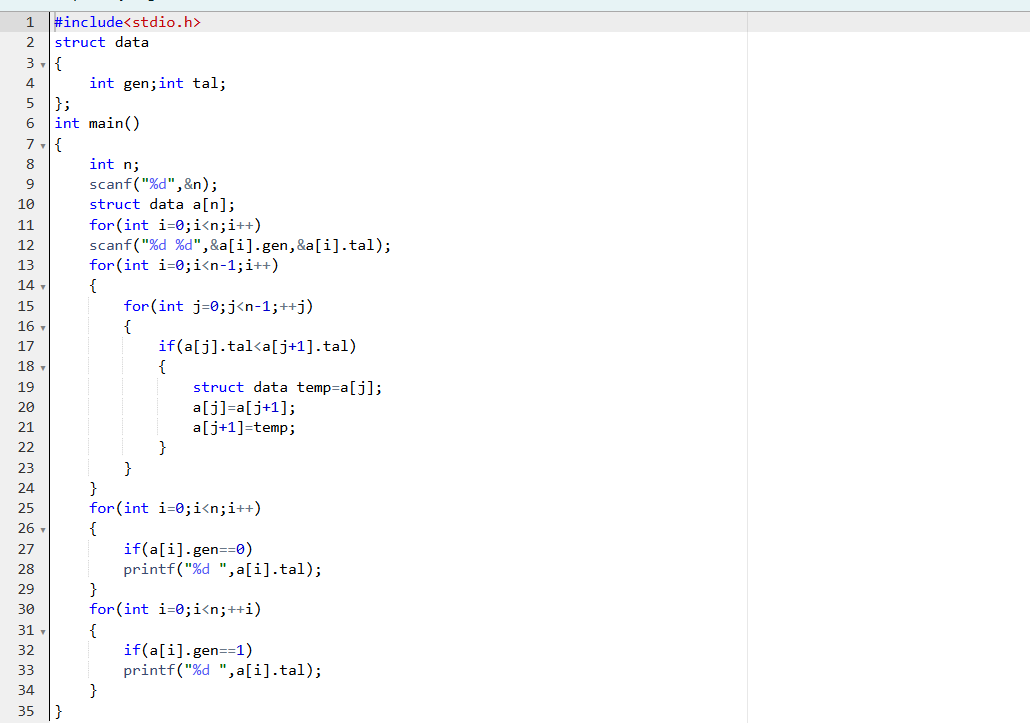 1 #include<stdio.h>
2 struct data
3 {
4 int gen;int tal;
5 };
6 int main()
7 {
8 int n;
9 scanf("%d",&n);
10 struct data a[n];
11 for(int i=0;i<n;i++)
12 scanf("%d %d",&a[i].gen,&a[i].tal);
13 for(int i=0;i<n-1;i++)
14 {
15 for(int j=0;j<n-1;++j)
16 {
17 if(a[j].tal<a[j+1].tal)
18 {
19 struct data temp=a[j];
20 a[j]=a[j+1];
21 a[j+1]=temp;
22 }
23 }
24 }
25 for(int i=0;i<n;i++)
26 {
27 if(a[i].gen==0)
28 printf("%d ",a[i].tal);
29 }
30 for(int i=0;i<n;++i)
31 {
32 if(a[i].gen==1)
33 printf("%d ",a[i].tal);
34 }
35 }